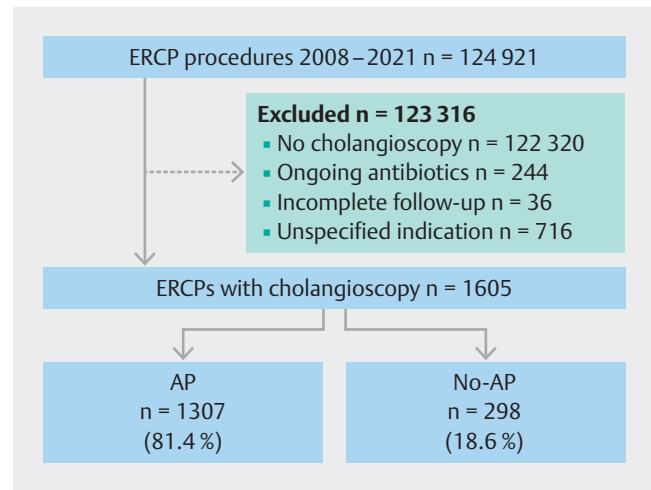 ERCP procedures 2008–2021 n = 124 921
Excluded n = 123 316
▪ No cholangioscopy n = 122 320
▪ Ongoing antibiotics n = 244
▪ Incomplete follow-up n = 36
▪ Unspecified indication n = 716
ERCPs with cholangioscopy n = 1605
AP
n = 1307
(81.4 %)
No-AP
n = 298
(18.6 %)